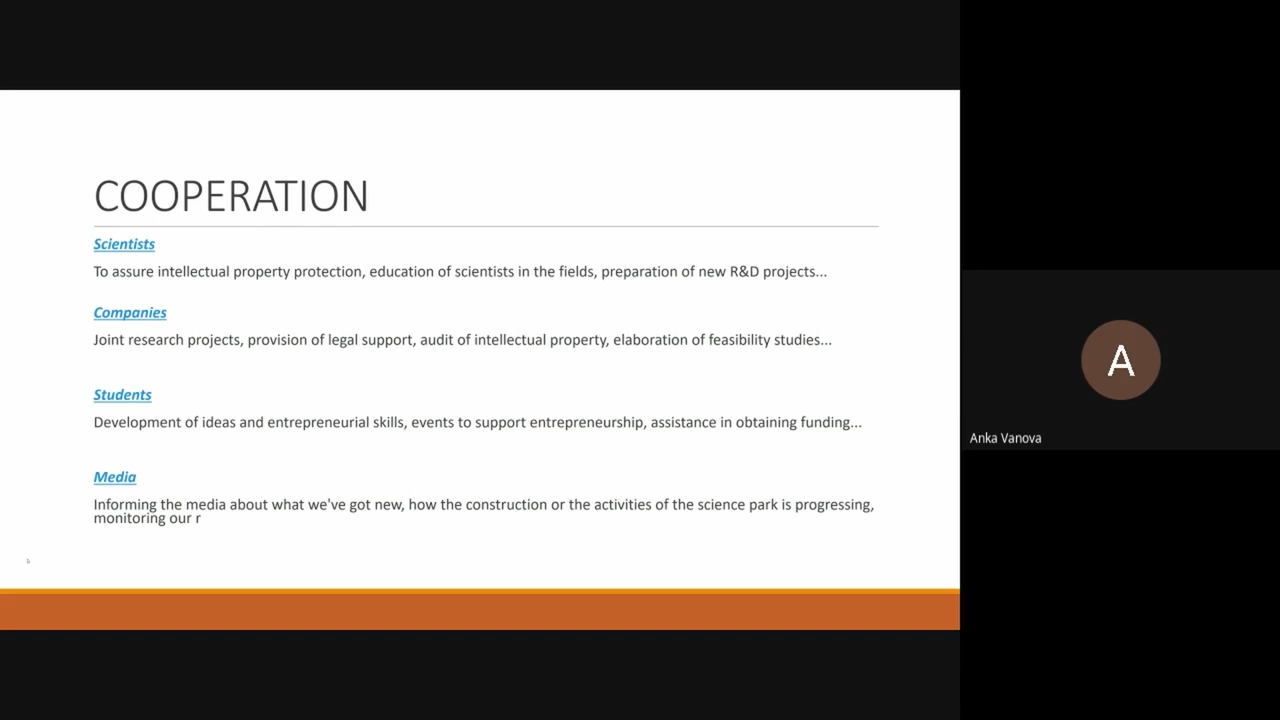 COOPERATION
Scientists
To assure intellectual property protection, education of scientists in the fields, preparation of new R&D projects...
Companies
Joint research projects, provision of legal support, audit of intellectual property, elaboration of feasibility studies...
Students
Development of ideas and entrepreneurial skills, events to support entrepreneurship, assistance in obtaining funding...
Media
Informing the media about what we've got new, how the construction or the activities of the science park is progressing,
monitoring our r
A
Anka Vanova